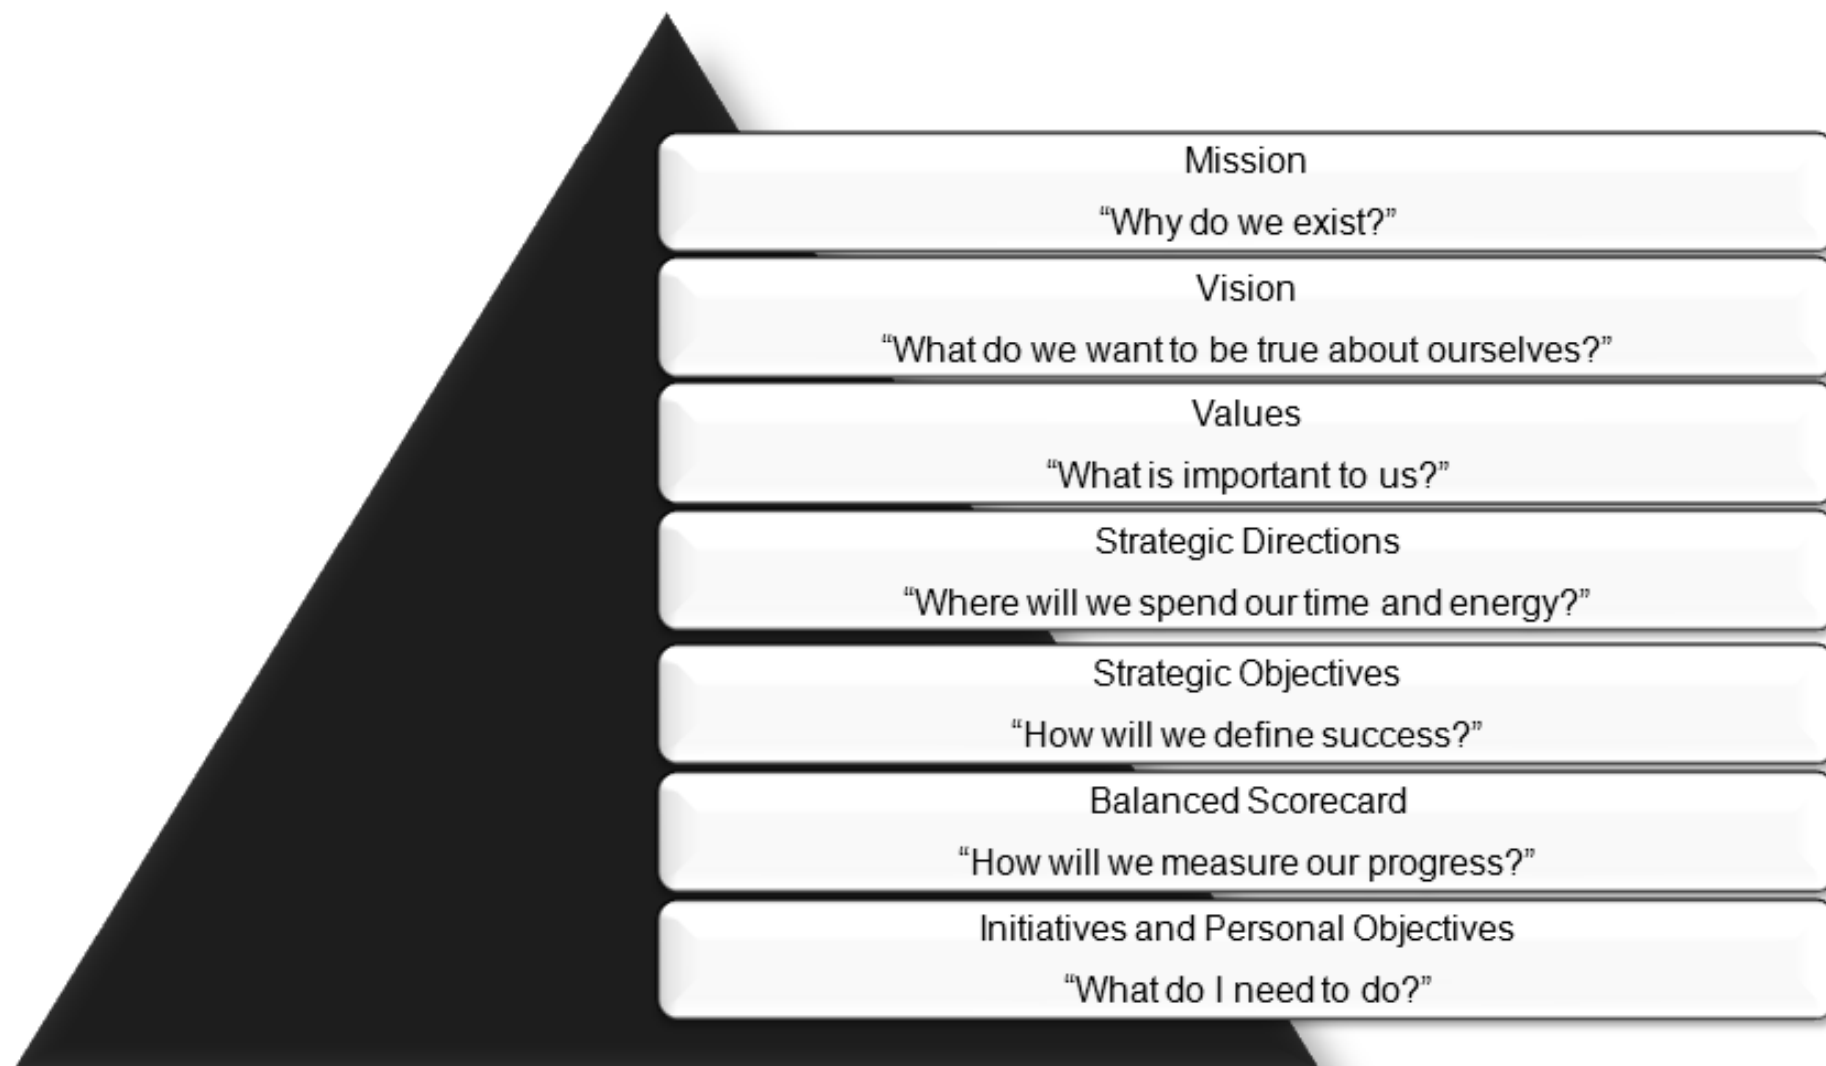 Mission
“Why do we exist?”
Vision
“What do we want to be true about ourselves?”
Values
“What is important to us?”
Strategic Directions
“Where will we spend our time and energy?”
Strategic Objectives
“How will we define success?”
Balanced Scorecard
“How will we measure our progress?”
Initiatives and Personal Objectives
“What do I need to do?”